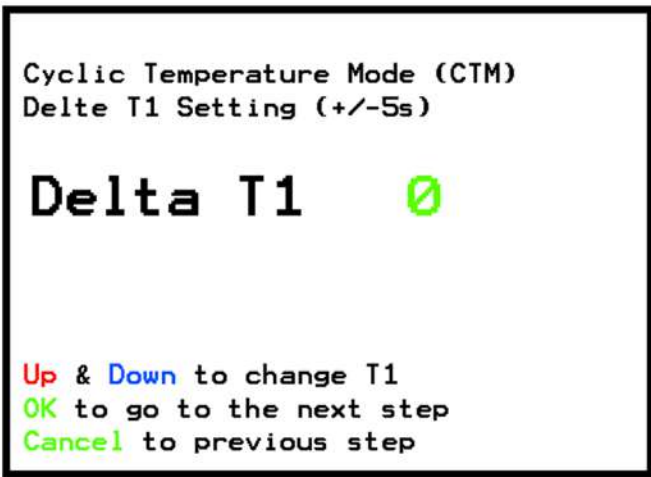 Cyclic Temperature Mode (CTM)
Delte T1 Setting (+/-5s)
Delta T1 0
Up & Down to change T1
OK to go to the next step
Cancel to previous step